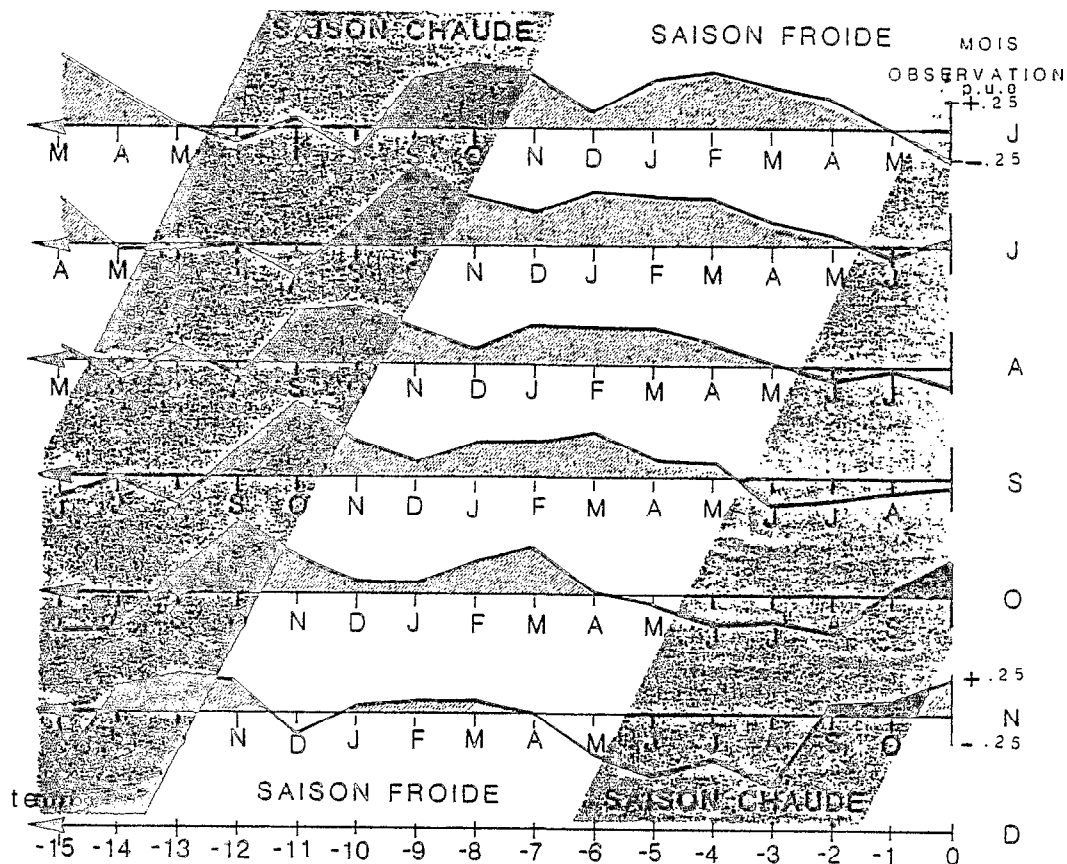 SAISON CHAUDE
SAISON FROIDE
MOIS
OBSERVATION
p.u.o
+.25
M A M S O N D J F M A M J
-.25
A M S O N D J F M A M J J
M S N D J F M A M J J A
J J S O N D J F M A M J J A S
N D J F M A M J A S O
+.25
N D J F M A M J J S O N
-.25
SAISON FROIDE
SAISON CHAUDE
D
-15 -14 -13 -12 -11 -10 -9 -8 -7 -6 -5 -4 -3 -2 -1 0